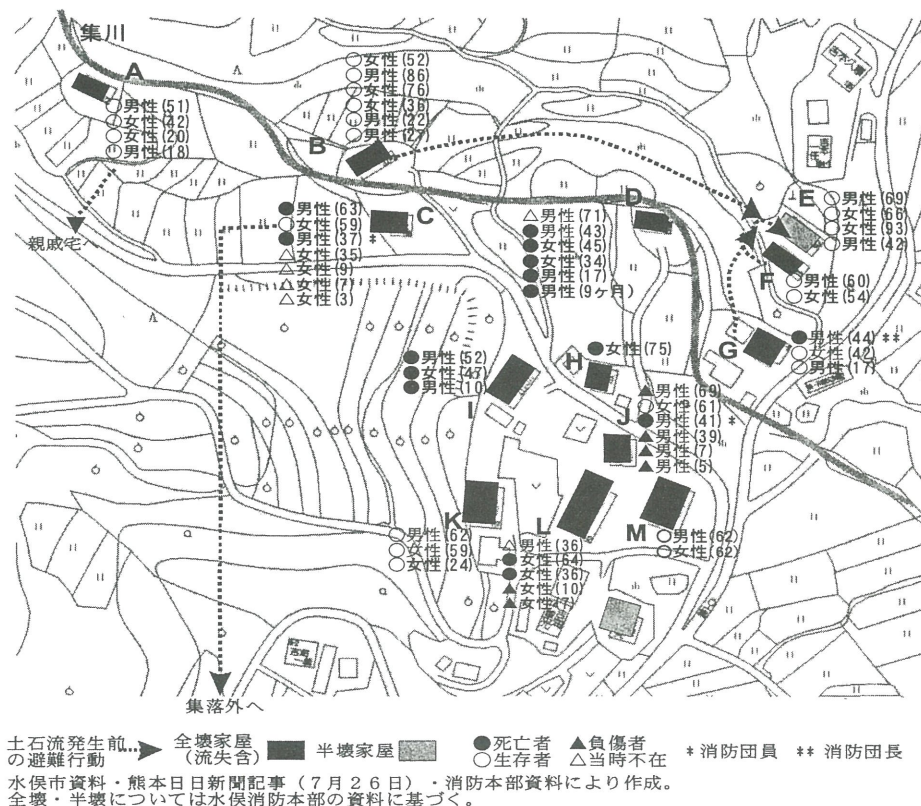 集川
A
男性(51)
女性(42)
女性(20)
男性(18)
親戚宅へ
女性(52)
男性(86)
女性(76)
女性(36)
男性(22)
男性(27)
B
男性(63)
女性(59)
男性(37) *
女性(35)
女性(9)
女性(7)
女性(3)
C
男性(71)
男性(43)
女性(45)
女性(34)
男性(17)
男性(9ヶ月)
D
E
男性(69)
女性(66)
女性(93)
男性(42)
F
男性(60)
女性(54)
G
男性(44) **
女性(42)
男性(17)
H
女性(75)
男性(52)
女性(47)
男性(10)
I
男性(69)
女性(61)
男性(41) *
男性(39)
男性(7)
男性(5)
J
K
男性(62)
女性(59)
女性(24)
L
男性(36)
女性(64)
女性(36)
女性(10)
女性(7)
M
男性(62)
女性(62)
集落外へ
土石流発生前の避難行動
全壊家屋(流失含)
半壊家屋
死亡者
生存者
負傷者
当時不在
*消防団員
**消防団長
水俣市資料・熊本日日新聞記事(7月26日)・消防本部資料により作成。
全壊・半壊については水俣消防本部の資料に基づく。